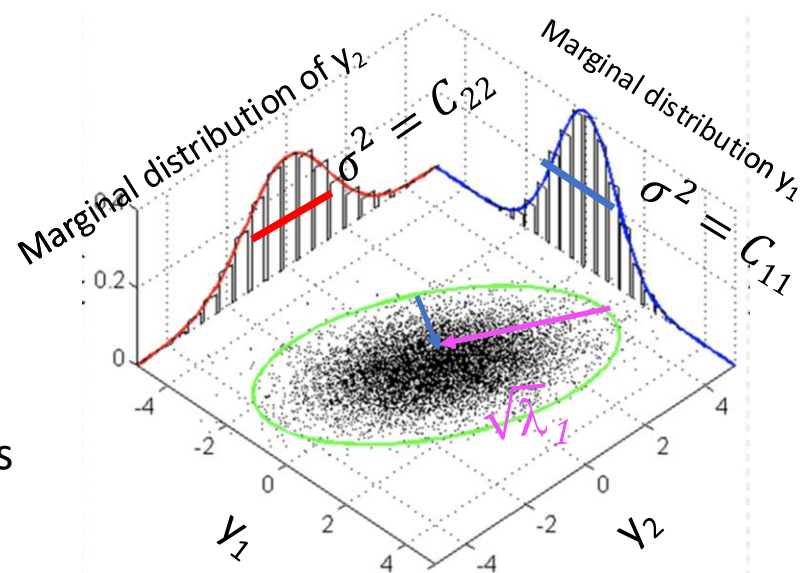 Marginal distribution of y₂
σ² = C₂₂
Marginal distribution y₁
σ² = C₁₁
0.2
0
√λ₁
s
-4
-2
0
2
4
y₁
-4
-2
0
2
4
y₂